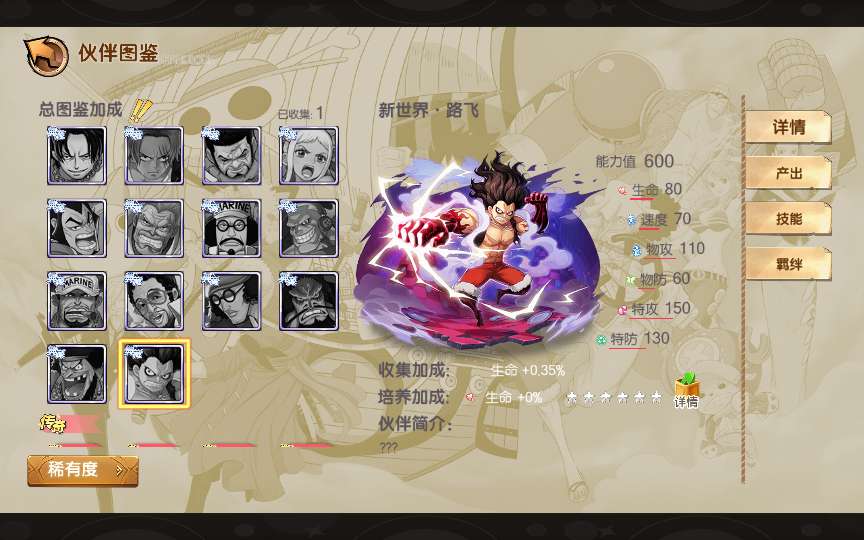 伙伴图鉴
总图鉴加成
已收集:1
新世界·路飞
能力值 600
生命 80
速度 70
物攻 110
物防 60
特攻 150
特防 130
详情
产出
技能
羁绊
MARINE
MARINE
收集加成: 生命 +0.35%
培养加成: 生命 +0%
详情
伙伴简介:
???
传奇
稀有度